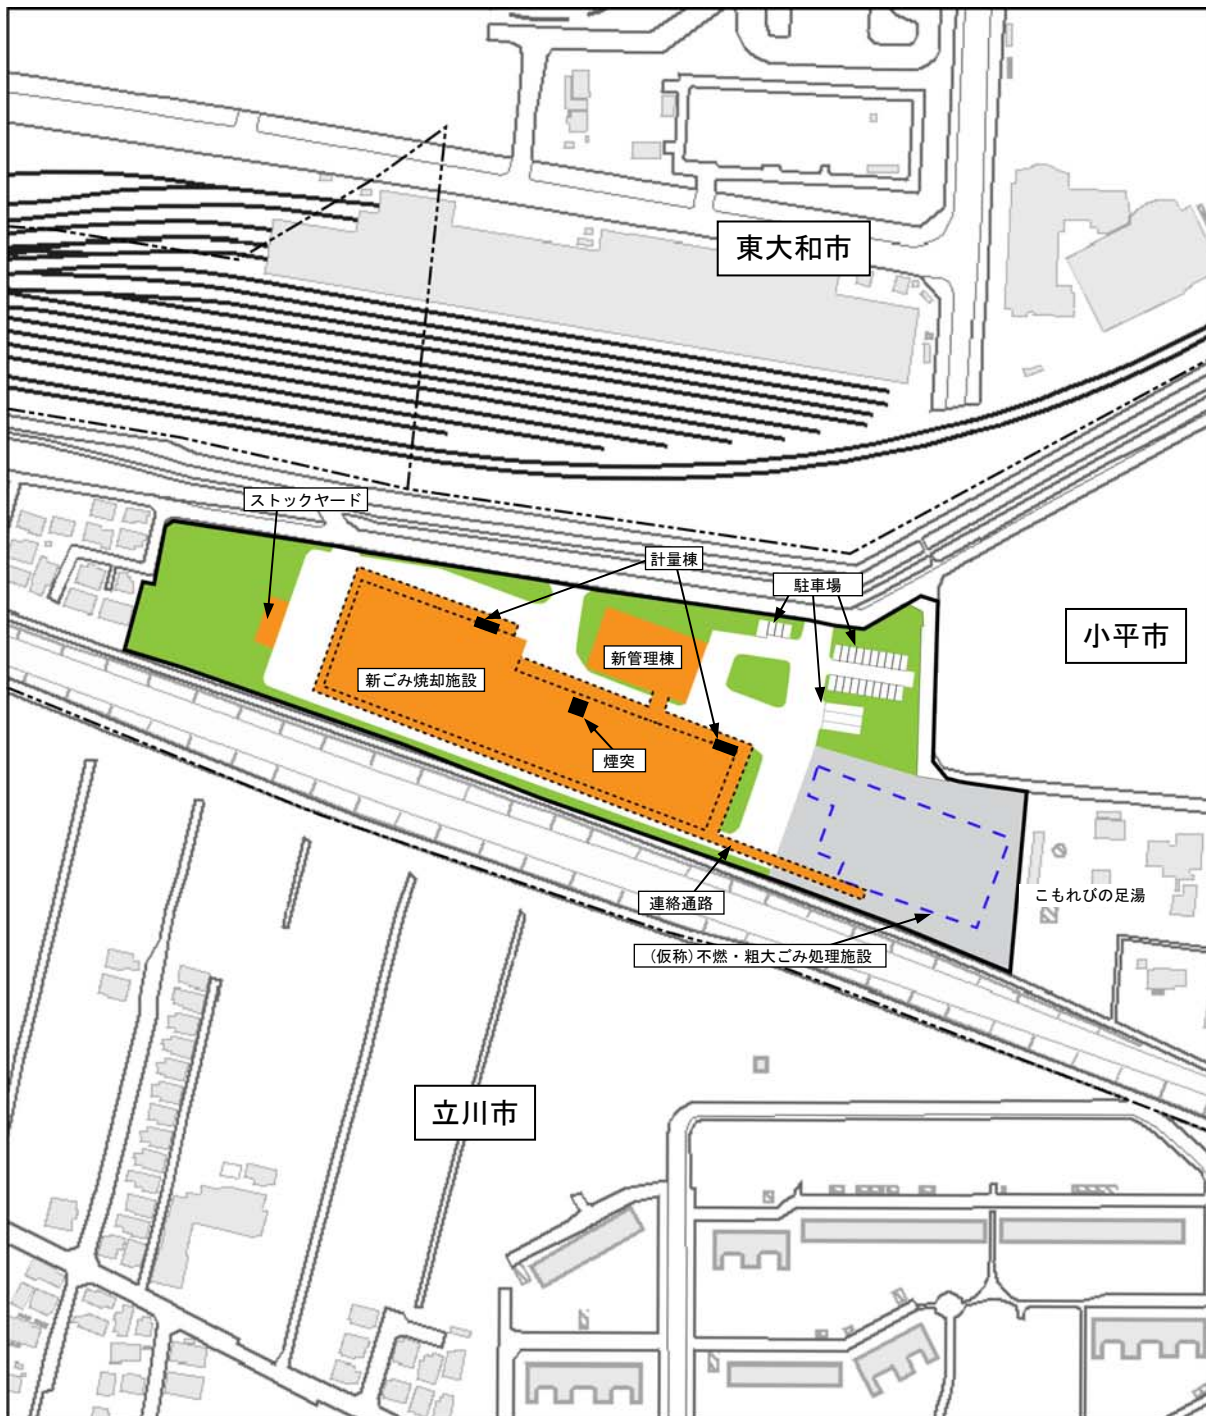 東大和市
ストックヤード
計量棟
駐車場
小平市
新管理棟
新ごみ焼却施設
煙突
連絡通路
こもれびの足湯
(仮称)不燃・粗大ごみ処理施設
立川市